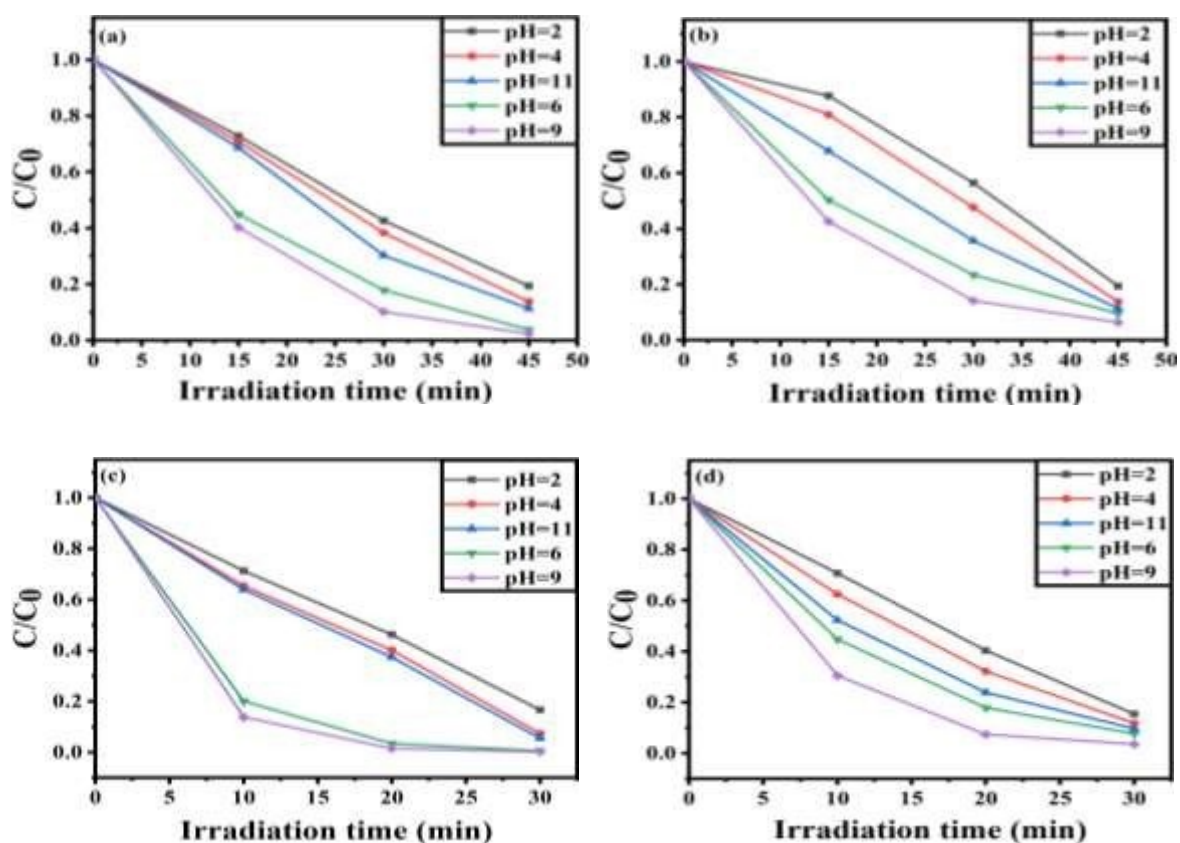 (a)
pH=2
pH=4
pH=11
pH=6
pH=9
C/C0
1.0
0.8
0.6
0.4
0.2
0.0
0 5 10 15 20 25 30 35 40 45 50
Irradiation time (min)
(b)
pH=2
pH=4
pH=11
pH=6
pH=9
C/C0
1.0
0.8
0.6
0.4
0.2
0.0
0 5 10 15 20 25 30 35 40 45 50
Irradiation time (min)
(c)
pH=2
pH=4
pH=11
pH=6
pH=9
C/C0
1.0
0.8
0.6
0.4
0.2
0.0
0 5 10 15 20 25 30
Irradiation time (min)
(d)
pH=2
pH=4
pH=11
pH=6
pH=9
C/C0
1.0
0.8
0.6
0.4
0.2
0.0
0 5 10 15 20 25 30
Irradiation time (min)